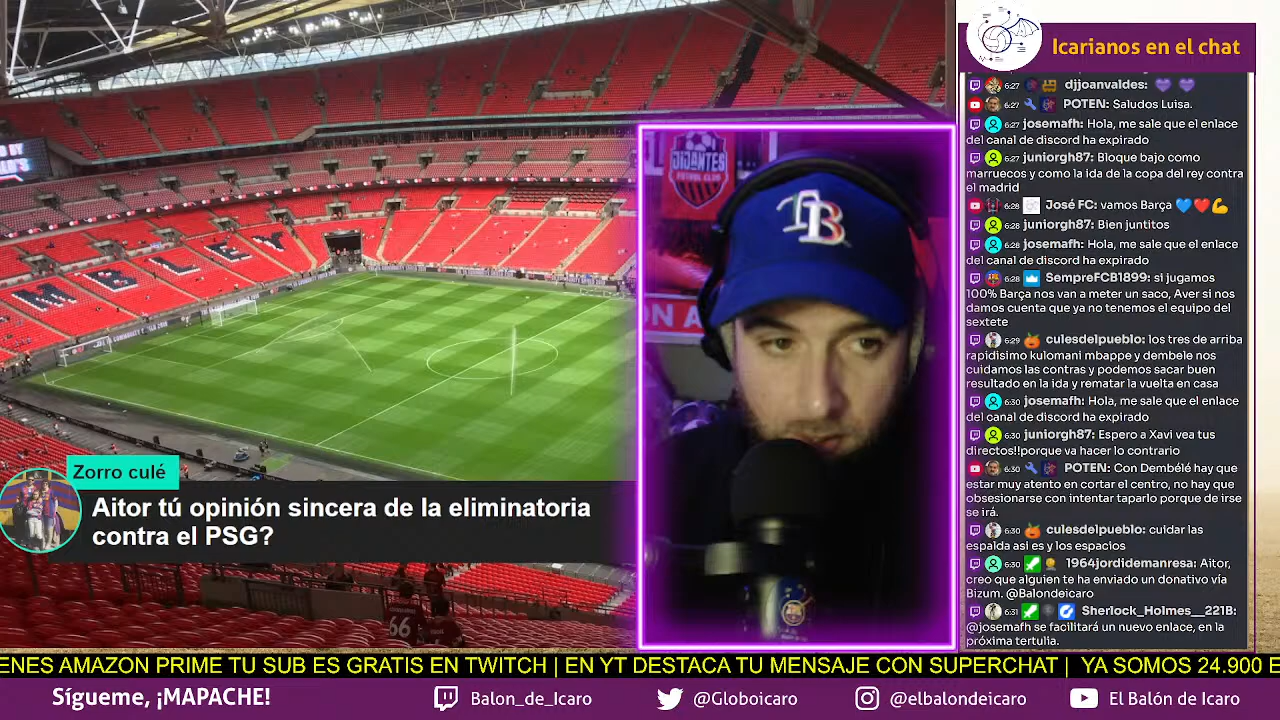 Icarianos en el chat
6:27 djjoanvaldes: 💜 💜
6:27 POTEN: Saludos Luisa.
6:27 josemafh: Hola, me sale que el enlace
del canal de discord ha expirado
6:27 juniorgh87: Bloque bajo como
marruecos y como la ida de la copa del rey contra
el madrid
6:28 José FC: vamos Barça 💙❤️💪
6:28 juniorgh87: Bien juntitos
6:28 josemafh: Hola, me sale que el enlace
del canal de discord ha expirado
6:28 SempreFCB1899: si jugamos
100% Barça nos van a meter un saco, Aver si nos
damos cuenta que ya no tenemos el equipo del
sextete
6:29 culesdelpueblo: los tres de arriba
rapidisimo kulomani mbappe y dembele nos
cuidamos las contras y podemos sacar buen
resultado en la ida y rematar la vuelta en casa
6:30 josemafh: Hola, me sale que el enlace
del canal de discord ha expirado
6:30 juniorgh87: Espero a Xavi vea tus
directos!!porque va hacer lo contrario
6:30 POTEN: Con Dembélé hay que
estar muy atento en cortar el centro, no hay que
obsesionarse con intentar taparlo porque de irse
se irá.
6:30 culesdelpueblo: cuidar las
espalda asi es y los espacios
6:30 1964jordidemanresa: Aitor,
creo que alguien te ha enviado un donativo vía
Bizum. @Balondeicaro1
6:31 Sherlock_Holmes__221B:
@josemafh se facilitará un nuevo enlace, en la
próxima tertulia.
WEMBLEY
JIJANTES
FÚTBOL CLUB
TB
Zorro culé
Aitor tú opinión sincera de la eliminatoria
contra el PSG?
66
ENES AMAZON PRIME TU SUB ES GRATIS EN TWITCH | EN YT DESTACA TU MENSAJE CON SUPERCHAT | YA SOMOS 24.900 E
Sígueme, ¡MAPACHE!
Balon_de_Icaro
@Globoicaro
@elbalondeicaro
El Balón de Icaro